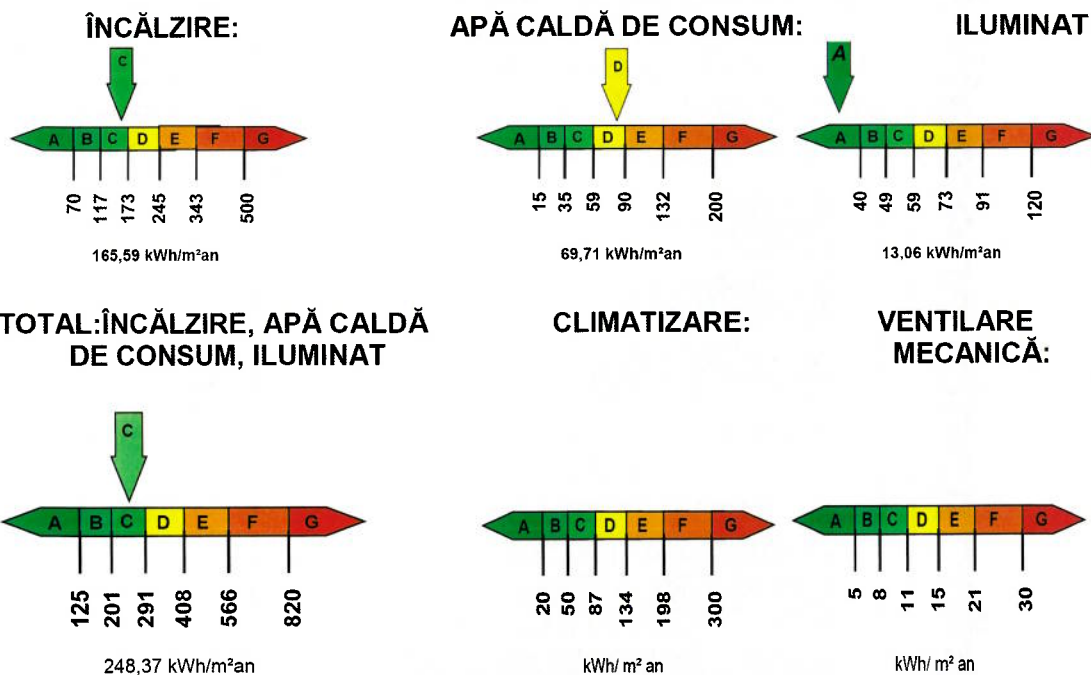 ÎNCĂLZIRE:
C
A B C D E F G
70 117 173 245 343 500
165,59 kWh/m²an
APĂ CALDĂ DE CONSUM:
D
A B C D E F G
15 35 59 90 132 200
69,71 kWh/m²an
ILUMINAT
A
A B C D E F G
40 49 59 73 91 120
13,06 kWh/m²an
TOTAL:ÎNCĂLZIRE, APĂ CALDĂ
DE CONSUM, ILUMINAT
C
A B C D E F G
125 201 291 408 566 820
248,37 kWh/m²an
CLIMATIZARE:
A B C D E F G
20 50 87 134 198 300
kWh/ m² an
VENTILARE
MECANICĂ:
A B C D E F G
5 8 11 15 21 30
kWh/ m² an